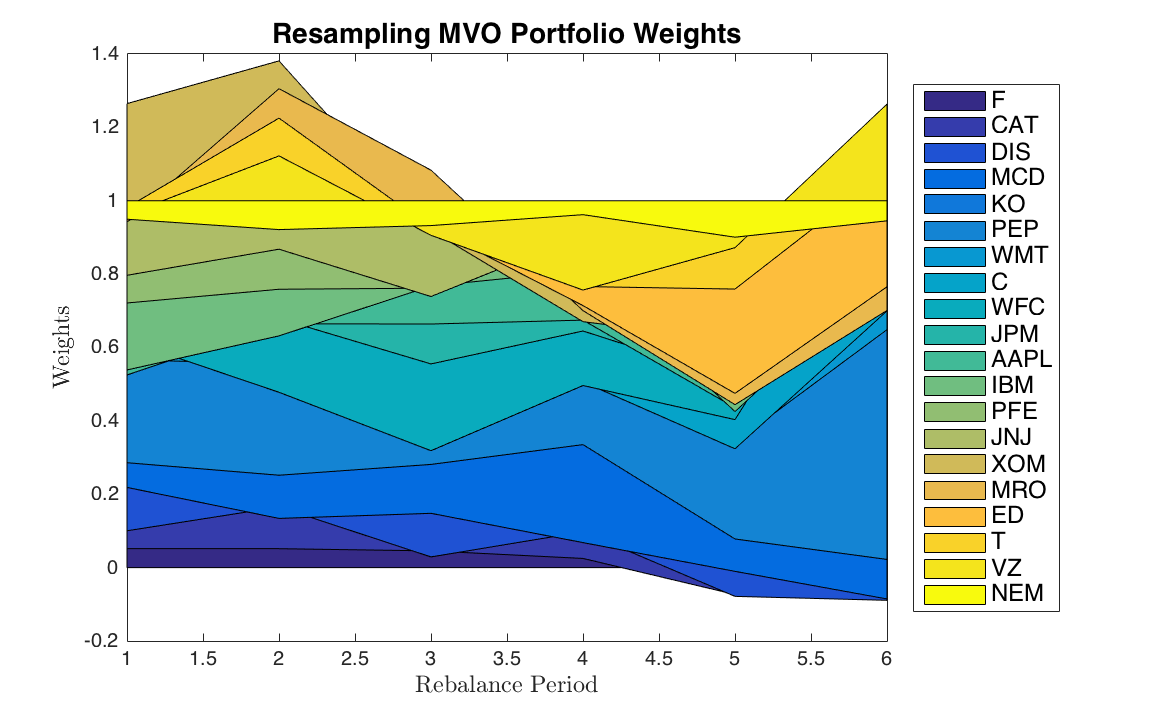 Resampling MVO Portfolio Weights
1.4
1.2
1
0.8
0.6
0.4
0.2
0
-0.2
Weights
1 1.5 2 2.5 3 3.5 4 4.5 5 5.5 6
Rebalance Period
F
CAT
DIS
MCD
KO
PEP
WMT
C
WFC
JPM
AAPL
IBM
PFE
JNJ
XOM
MRO
ED
T
VZ
NEM